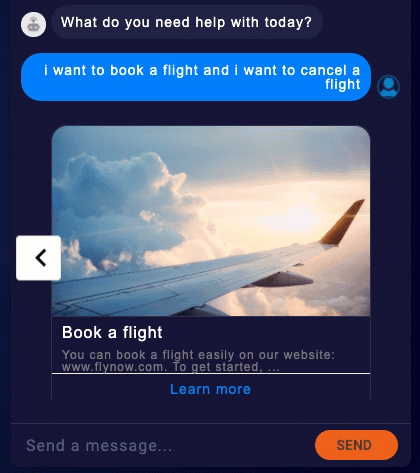 What do you need help with today?
i want to book a flight and i want to cancel a
flight
Book a flight
You can book a flight easily on our website:
www.flynow.com. To get started, ...
Learn more
Send a message...
SEND